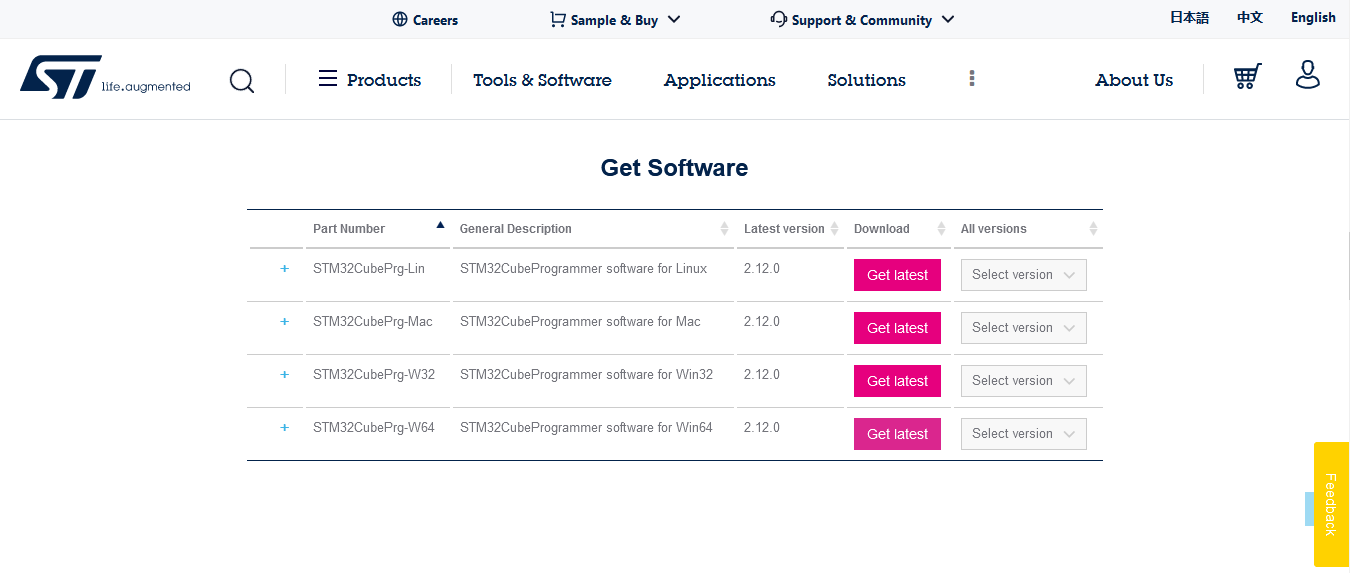 Careers Sample & Buy Support & Community 日本語 中文 English
ST life.augmented Products Tools & Software Applications Solutions About Us
Get Software
Part Number General Description Latest version Download All versions
+ STM32CubePrg-Lin STM32CubeProgrammer software for Linux 2.12.0 Get latest Select version
+ STM32CubePrg-Mac STM32CubeProgrammer software for Mac 2.12.0 Get latest Select version
+ STM32CubePrg-W32 STM32CubeProgrammer software for Win32 2.12.0 Get latest Select version
+ STM32CubePrg-W64 STM32CubeProgrammer software for Win64 2.12.0 Get latest Select version
Feedback